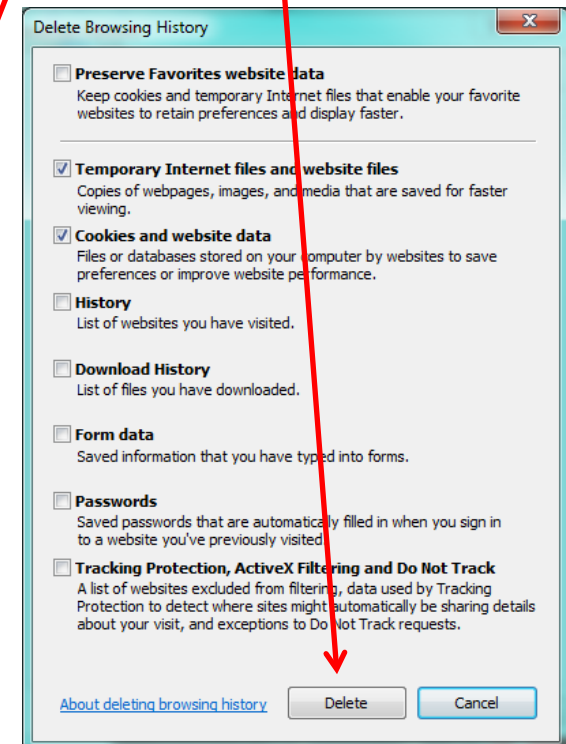 Delete Browsing History
Preserve Favorites website data
Keep cookies and temporary Internet files that enable your favorite
websites to retain preferences and display faster.
Temporary Internet files and website files
Copies of webpages, images, and media that are saved for faster
viewing.
Cookies and website data
Files or databases stored on your computer by websites to save
preferences or improve website performance.
History
List of websites you have visited.
Download History
List of files you have downloaded.
Form data
Saved information that you have typed into forms.
Passwords
Saved passwords that are automatically filled in when you sign in
to a website you've previously visited.
Tracking Protection, ActiveX Filtering and Do Not Track
A list of websites excluded from filtering, data used by Tracking
Protection to detect where sites might automatically be sharing details
about your visit, and exceptions to Do Not Track requests.
About deleting browsing history Delete Cancel